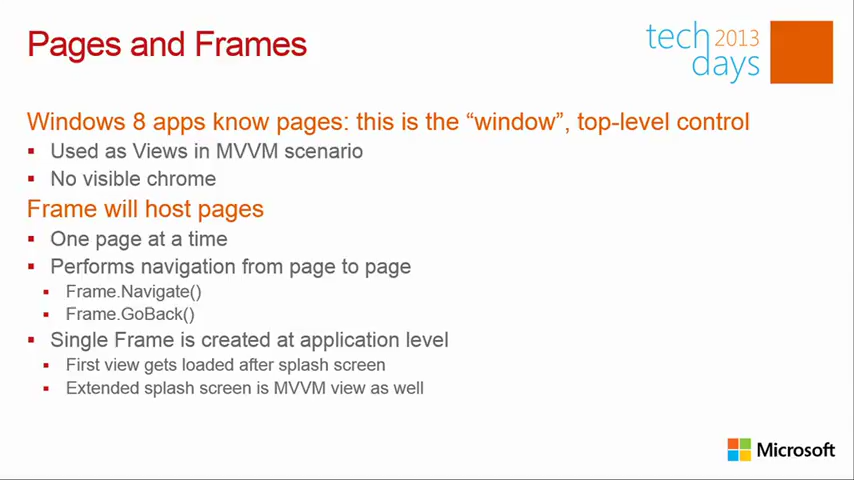 Pages and Frames
tech 2013
days
Windows 8 apps know pages: this is the “window”, top-level control
▪ Used as Views in MVVM scenario
▪ No visible chrome
Frame will host pages
▪ One page at a time
▪ Performs navigation from page to page
▪ Frame.Navigate()
▪ Frame.GoBack()
▪ Single Frame is created at application level
▪ First view gets loaded after splash screen
▪ Extended splash screen is MVVM view as well
Microsoft